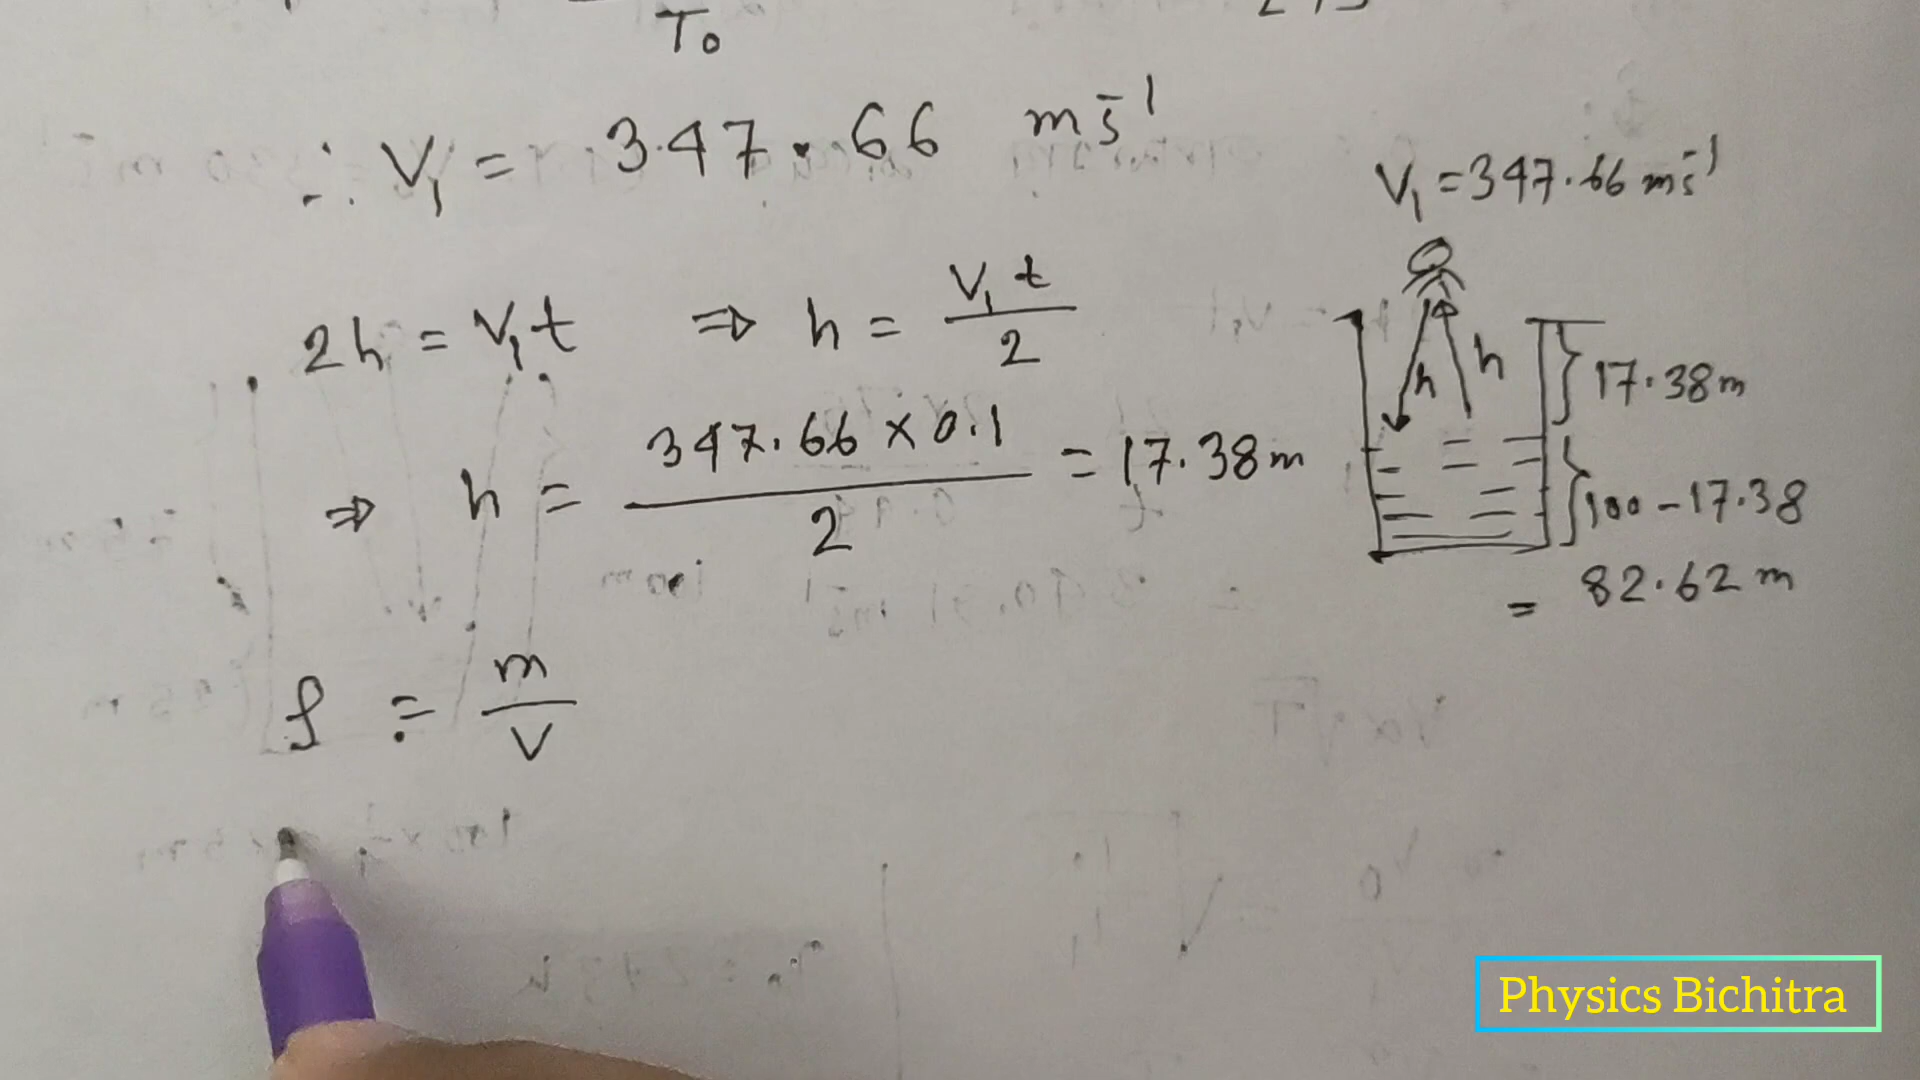 T₀
∴ V₁ = 347.66 ms⁻¹
V₁ = 347.66 ms⁻¹
2h = V₁t ⇒ h = V₁t / 2
h h
17.38m
⇒ h = 347.66 × 0.1 / 2 = 17.38m
100 - 17.38
= 82.62 m
ρ = m / V
Physics Bichitra